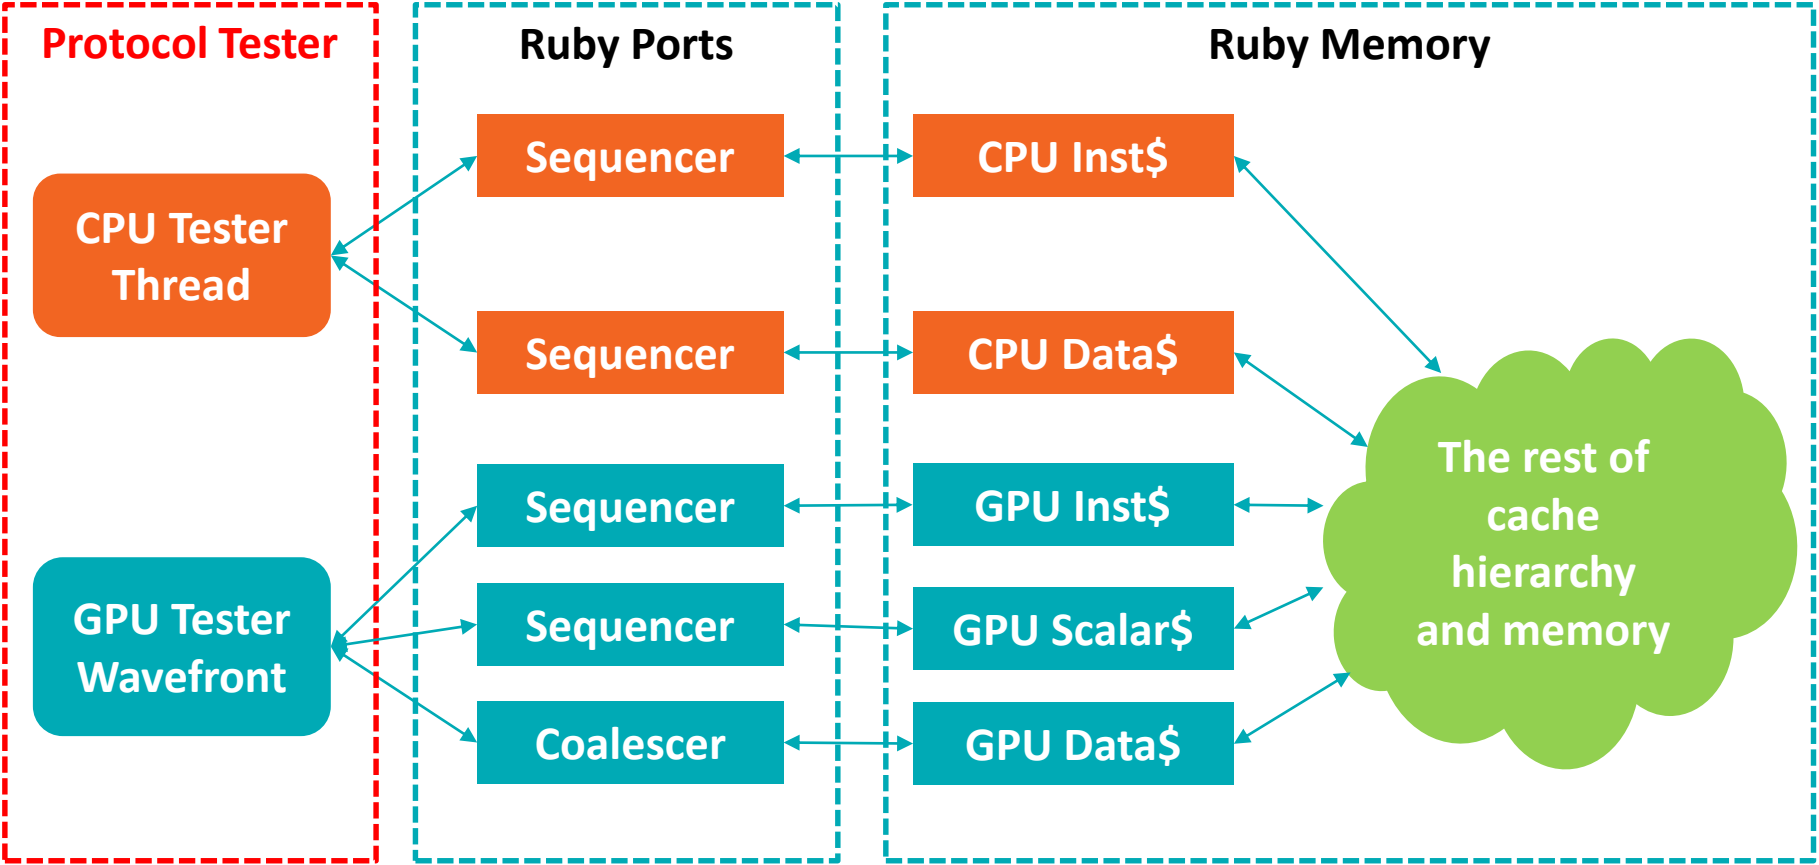 Protocol Tester
Ruby Ports
Ruby Memory
CPU Tester
Thread
GPU Tester
Wavefront
Sequencer
Sequencer
Sequencer
Sequencer
Coalescer
CPU Inst$
CPU Data$
GPU Inst$
GPU Scalar$
GPU Data$
The rest of
cache
hierarchy
and memory